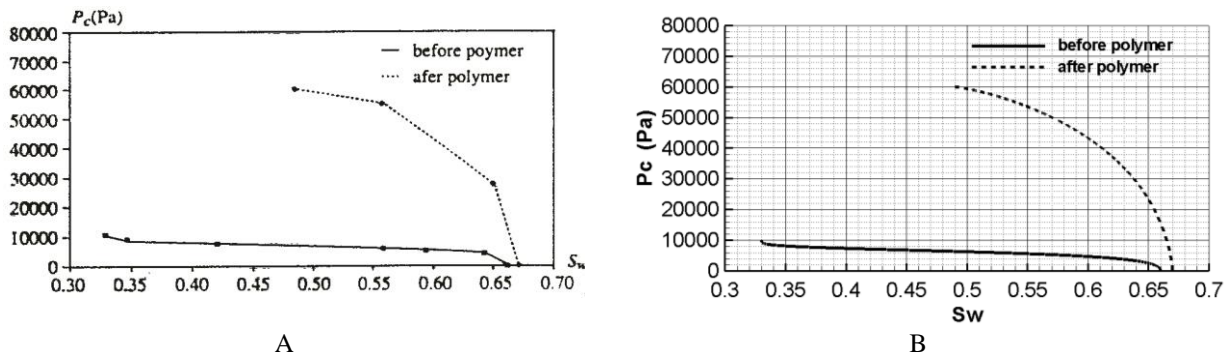 Pc(Pa)
80000
70000
60000
50000
40000
30000
20000
10000
0
before poymer
afer polymer
Sw
0.30 0.35 0.40 0.45 0.50 0.55 0.60 0.65 0.70
A
Pc (Pa)
80000
70000
60000
50000
40000
30000
20000
10000
0
before polymer
after polymer
0.3 0.35 0.4 0.45 0.5 0.55 0.6 0.65 0.7
Sw
B